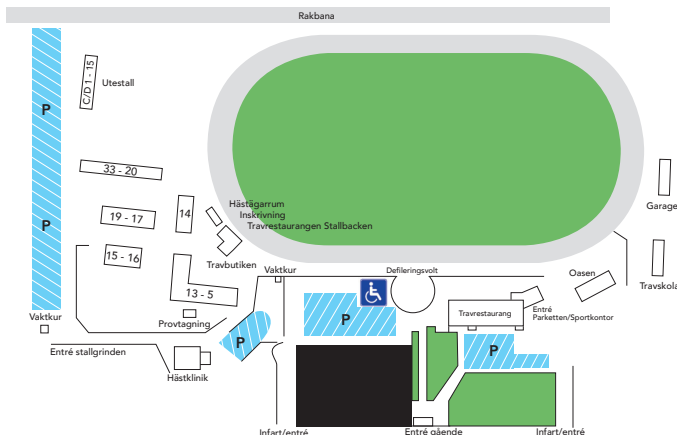 Rakbana
C/D 1 - 15
Utestall
P
33 - 20
Garage
14
Hästägarrum
Inskrivning
Travrestaurangen Stallbacken
19 - 17
P
15 - 16
Travbutiken
Vaktkur
Defileringsvolt
Oasen
Travskola
13 - 5
Provtagning
Vaktkur
P
Travrestaurang
Entré
Parketten/Sportkontor
P
P
Entré stallgrinden
Hästklinik
Infart/entré
Entré gående
Infart/entré